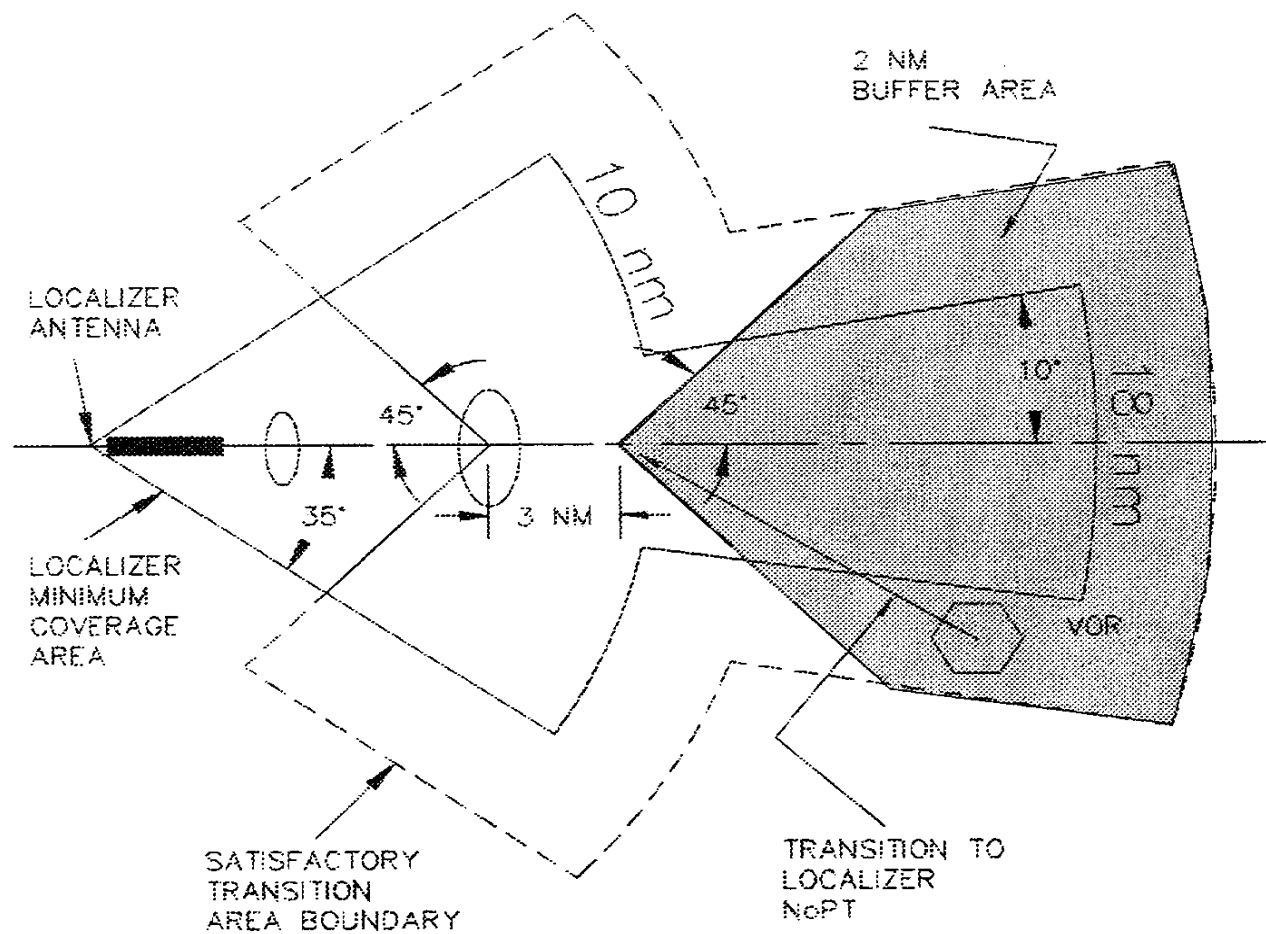 2 NM
BUFFER AREA
10 nm
LOCALIZER
ANTENNA
45°
45°
10°
18 nm
35°
3 NM
LOCALIZER
MINIMUM
COVERAGE
AREA
VOR
SATISFACTORY
TRANSITION
AREA BOUNDARY
TRANSITION TO
LOCALIZER
NoPT